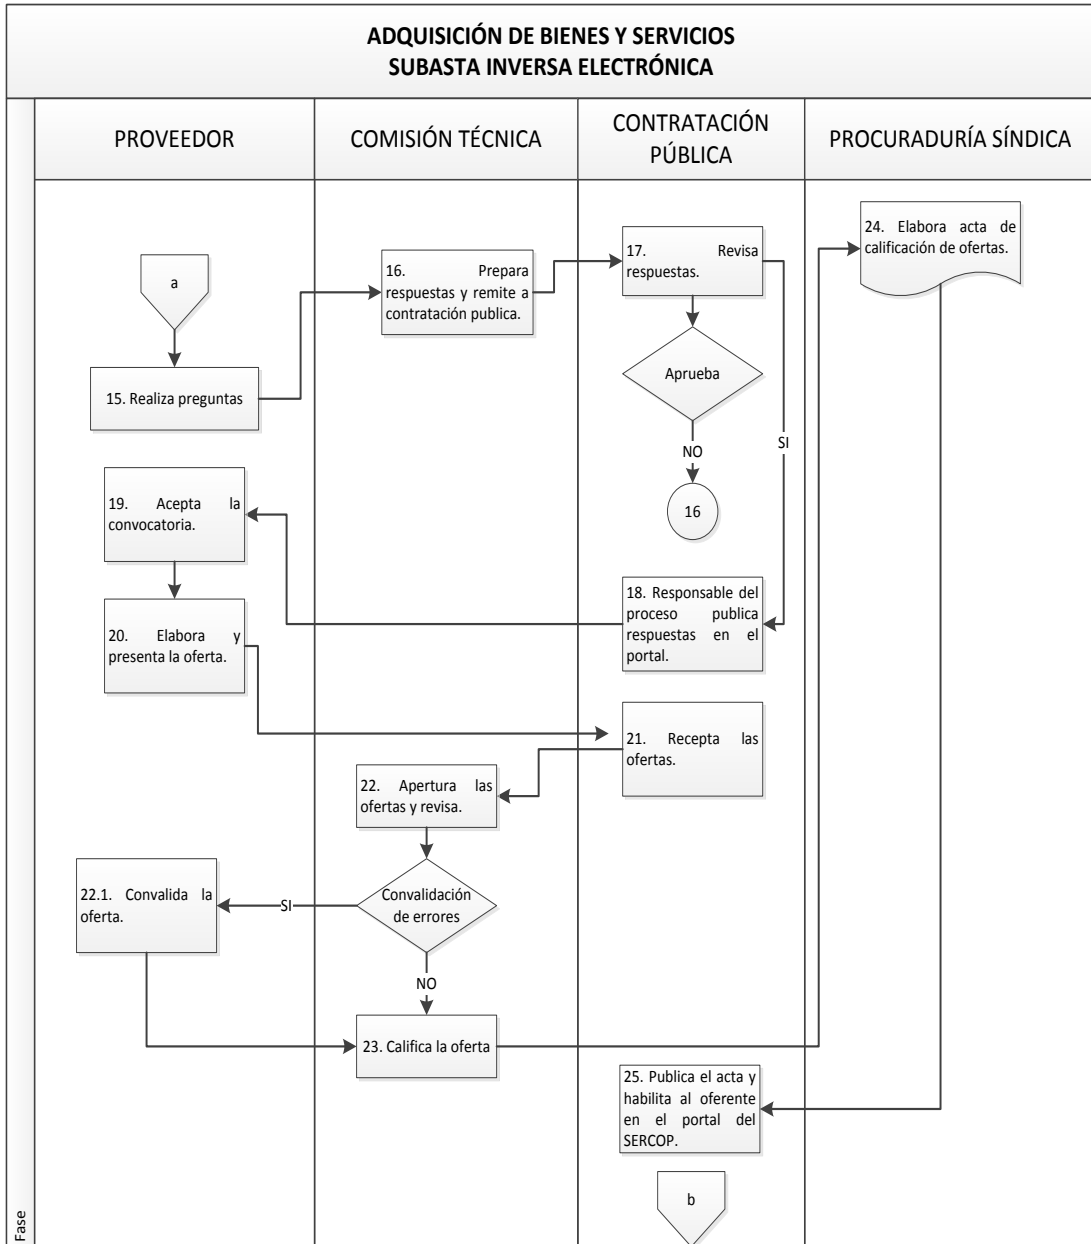 ADQUISICIÓN DE BIENES Y SERVICIOS
SUBASTA INVERSA ELECTRÓNICA
PROVEEDOR
COMISIÓN TÉCNICA
CONTRATACIÓN
PÚBLICA
PROCURADURÍA SÍNDICA
a
15. Realiza preguntas
16. Prepara
respuestas y remite a
contratación publica.
17. Revisa
respuestas.
24. Elabora acta de
calificación de ofertas.
Aprueba
NO
SI
16
18. Responsable del
proceso publica
respuestas en el
portal.
19. Acepta la
convocatoria.
20. Elabora y
presenta la oferta.
21. Recepta las
ofertas.
22. Apertura las
ofertas y revisa.
Convalidación
de errores
SI
22.1. Convalida la
oferta.
NO
23. Califica la oferta
25. Publica el acta y
habilita al oferente
en el portal del
SERCOP.
b
Fase